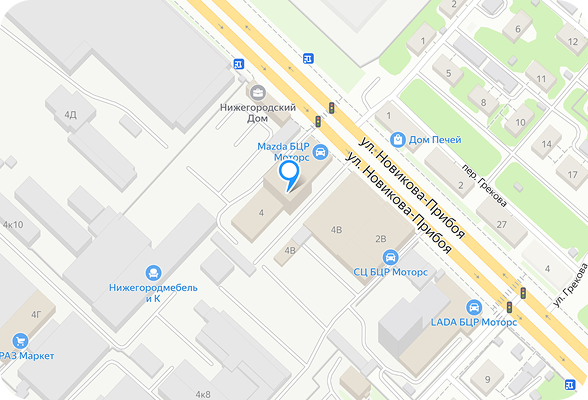 1
6
5
11
12
8
10
4Д
Нижегородский
Дом
1
Дом Печей
14
17
Mazda БЦР
Моторс
ул. Новикова-Прибоя
ул. Новикова-Прибоя
пер. Грекова
2
4
4В
2В
27
4к10
4В
СЦ БЦР Моторс
4
ул. Грекова
Нижегородмебель
и К
4Г
LADA БЦР Моторс
РАЗ Маркет
9
4к8